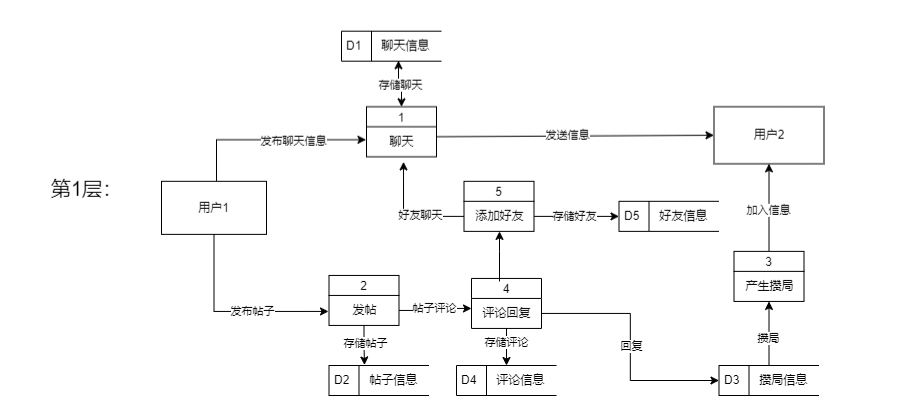 D1 聊天信息
存储聊天
1
聊天
发布聊天信息
发送信息
用户2
第1层：
用户1
5
添加好友
好友聊天
存储好友
D5 好友信息
加入信息
3
产生攒局
2
发帖
发布帖子
帖子评论
4
评论回复
存储帖子
存储评论
回复
攒局
D2 帖子信息
D4 评论信息
D3 攒局信息